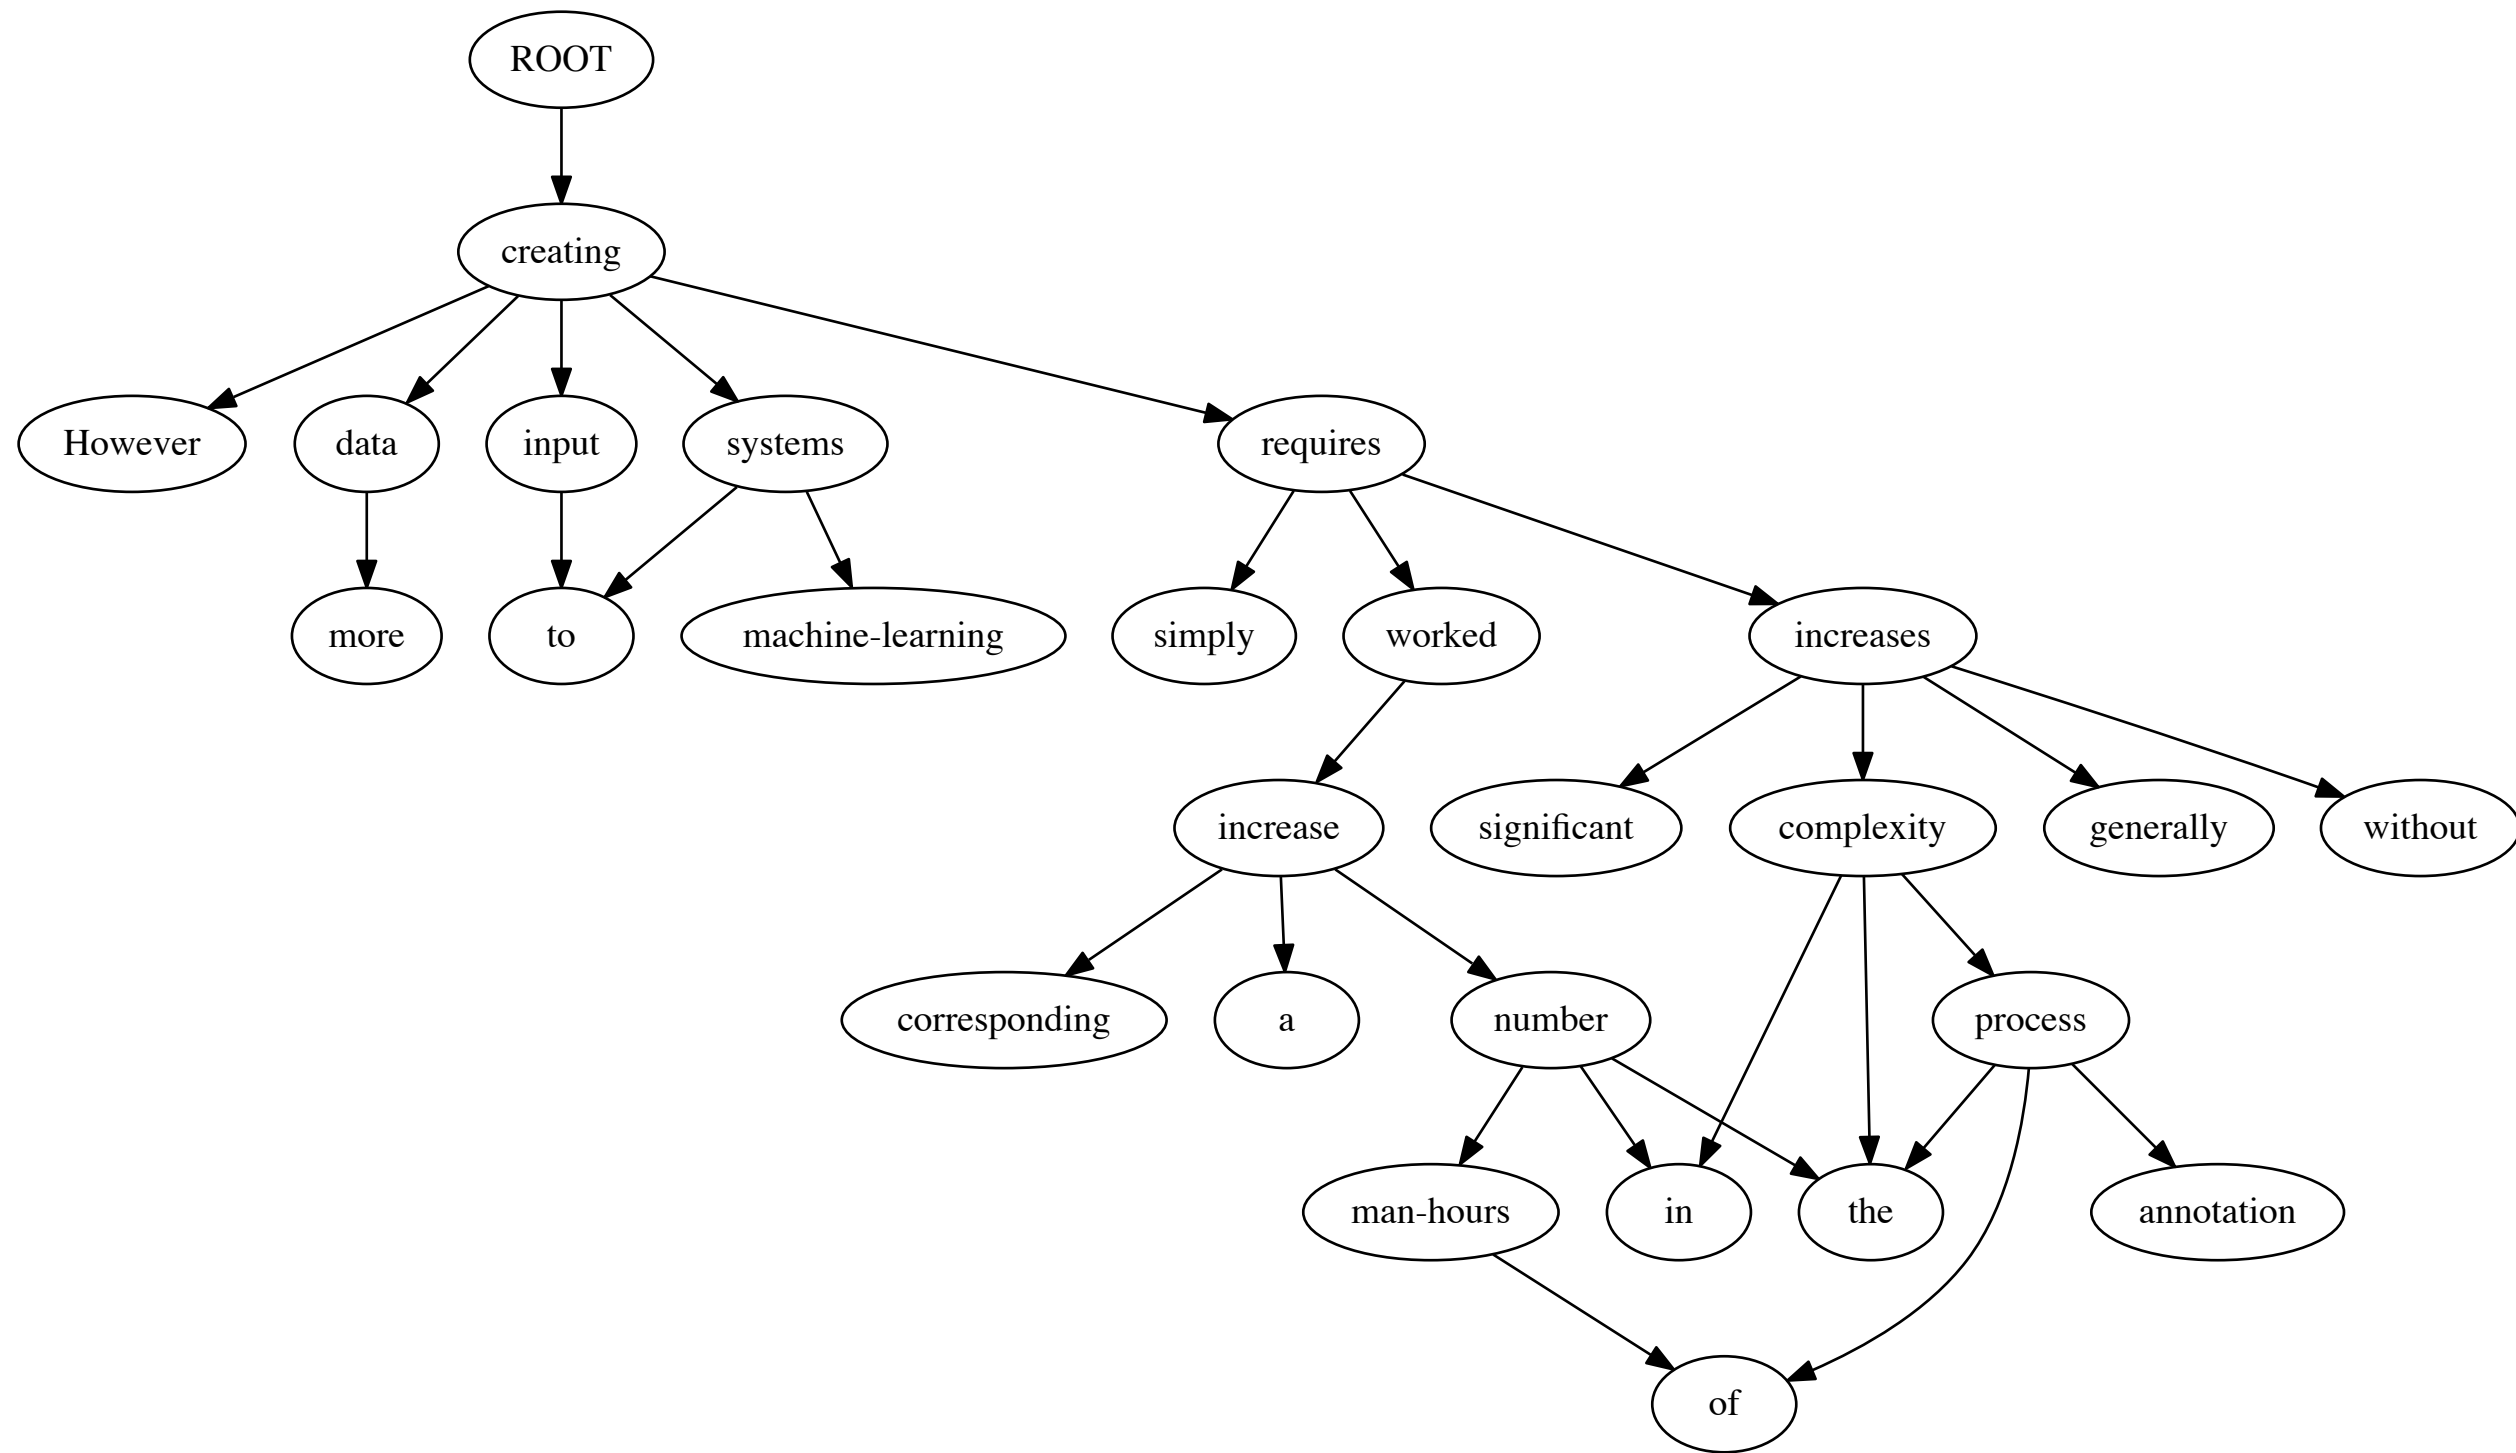 ROOT
creating
However
data
input
systems
requires
more
to
machine-learning
simply
worked
increases
increase
significant
complexity
generally
without
corresponding
a
number
process
man-hours
in
the
annotation
of